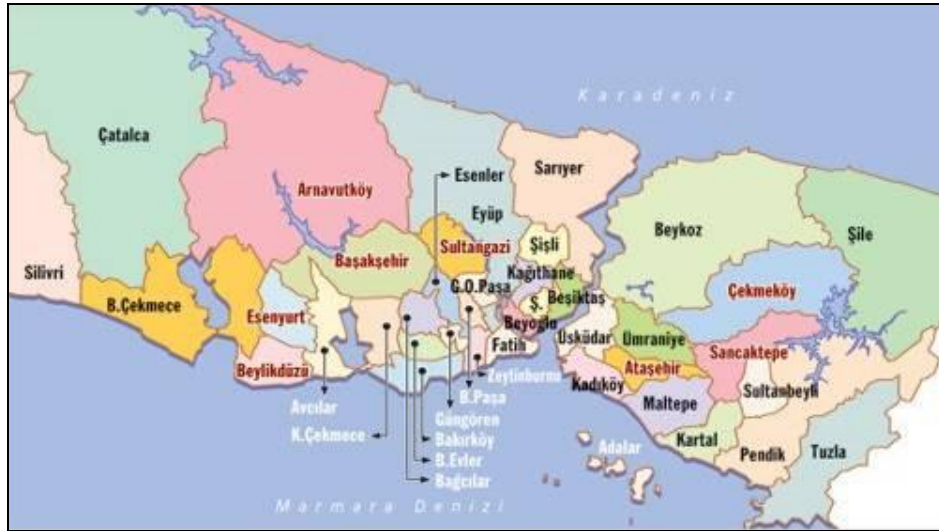 Karadeniz
Çatalca
Arnavutköy
Esenler
Sarıyer
Eyüp
Beykoz
Şile
Silivri
Başakşehir
Sultangazi
Şişli
Kağıthane
G.O.Paşa
B.Çekmece
Esenyurt
Ş.
Beşiktaş
Çekmeköy
Beyoğlu
Üsküdar
Ümraniye
Sancaktepe
Fatih
Ataşehir
Beylikdüzü
Zeytinburnu
Kadıköy
Sultanbeyli
B.Paşa
Maltepe
Avcılar
Güngören
K.Çekmece
Bakırköy
Kartal
Adalar
Pendik
Tuzla
B.Evler
Bağcılar
Marmara Denizi